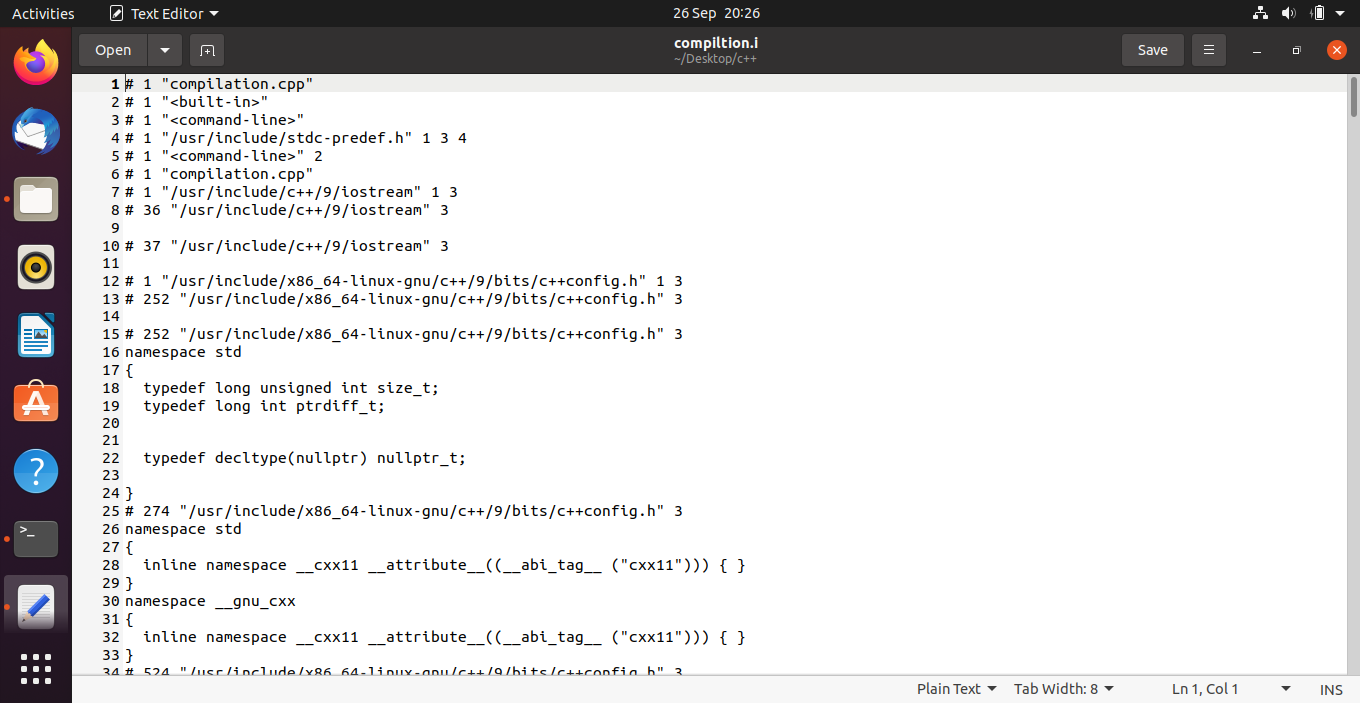 Activities Text Editor 26 Sep 20:26
Open compiltion.i Save
~/Desktop/c++
1 # 1 "compilation.cpp"
2 # 1 "<built-in>"
3 # 1 "<command-line>"
4 # 1 "/usr/include/stdc-predef.h" 1 3 4
5 # 1 "<command-line>" 2
6 # 1 "compilation.cpp"
7 # 1 "/usr/include/c++/9/iostream" 1 3
8 # 36 "/usr/include/c++/9/iostream" 3
9
10 # 37 "/usr/include/c++/9/iostream" 3
11
12 # 1 "/usr/include/x86_64-linux-gnu/c++/9/bits/c++config.h" 1 3
13 # 252 "/usr/include/x86_64-linux-gnu/c++/9/bits/c++config.h" 3
14
15 # 252 "/usr/include/x86_64-linux-gnu/c++/9/bits/c++config.h" 3
16 namespace std
17 {
18   typedef long unsigned int size_t;
19   typedef long int ptrdiff_t;
20
21
22   typedef decltype(nullptr) nullptr_t;
23
24 }
25 # 274 "/usr/include/x86_64-linux-gnu/c++/9/bits/c++config.h" 3
26 namespace std
27 {
28   inline namespace __cxx11 __attribute__((__abi_tag__ ("cxx11"))) { }
29 }
30 namespace __gnu_cxx
31 {
32   inline namespace __cxx11 __attribute__((__abi_tag__ ("cxx11"))) { }
33 }
34 # 524 "/usr/include/x86_64-linux-gnu/c++/9/bits/c++config.h" 3
Plain Text Tab Width: 8 Ln 1, Col 1 INS